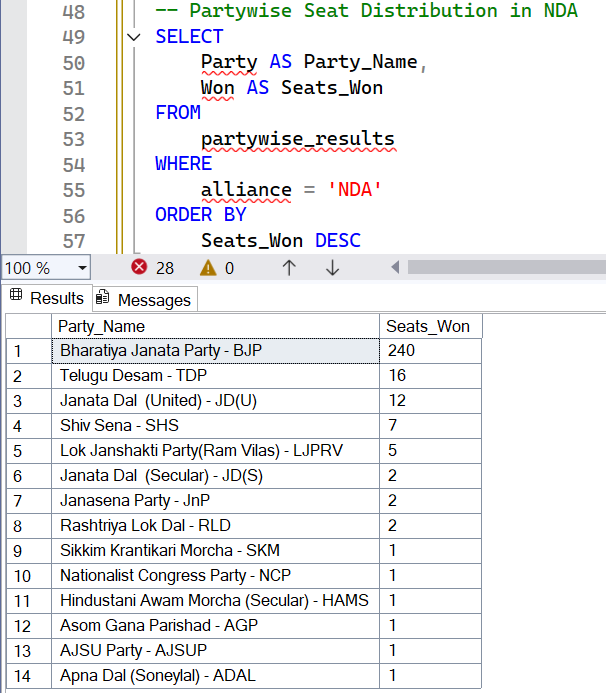 48 -- Partywise Seat Distribution in NDA
49 SELECT
50 Party AS Party_Name,
51 Won AS Seats_Won
52 FROM
53 partywise_results
54 WHERE
55 alliance = 'NDA'
56 ORDER BY
57 Seats_Won DESC
100 % 28 0
Results Messages
Party_Name Seats_Won
1 Bharatiya Janata Party - BJP 240
2 Telugu Desam - TDP 16
3 Janata Dal  (United) - JD(U) 12
4 Shiv Sena - SHS 7
5 Lok Janshakti Party(Ram Vilas) - LJPRV 5
6 Janata Dal  (Secular) - JD(S) 2
7 Janasena Party - JnP 2
8 Rashtriya Lok Dal - RLD 2
9 Sikkim Krantikari Morcha - SKM 1
10 Nationalist Congress Party - NCP 1
11 Hindustani Awam Morcha (Secular) - HAMS 1
12 Asom Gana Parishad - AGP 1
13 AJSU Party - AJSUP 1
14 Apna Dal (Soneylal) - ADAL 1